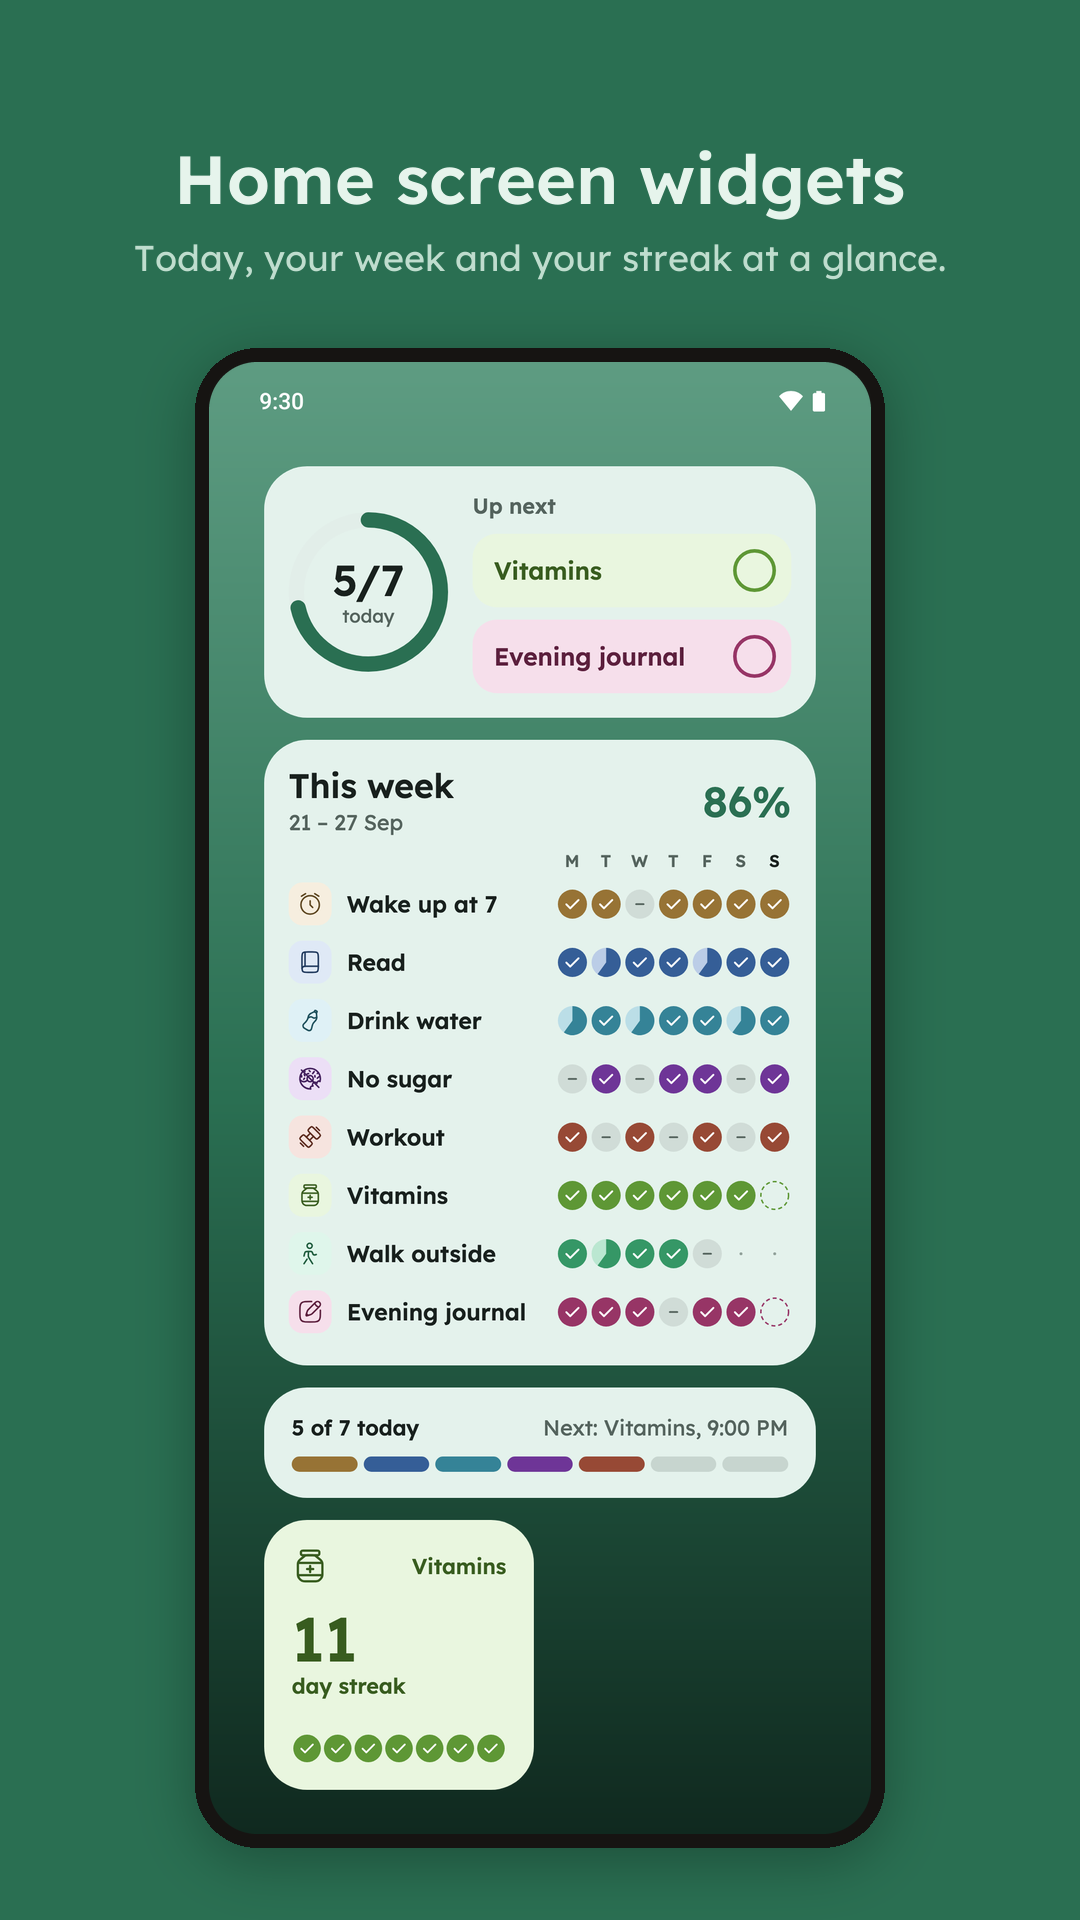 Home screen widgets
Today, your week and your streak at a glance.
9:30
5/7
today
Up next
Vitamins
Evening journal
This week
21 – 27 Sep
86%
M T W T F S S
Wake up at 7
Read
Drink water
No sugar
Workout
Vitamins
Walk outside
Evening journal
5 of 7 today
Next: Vitamins, 9:00 PM
Vitamins
11
day streak